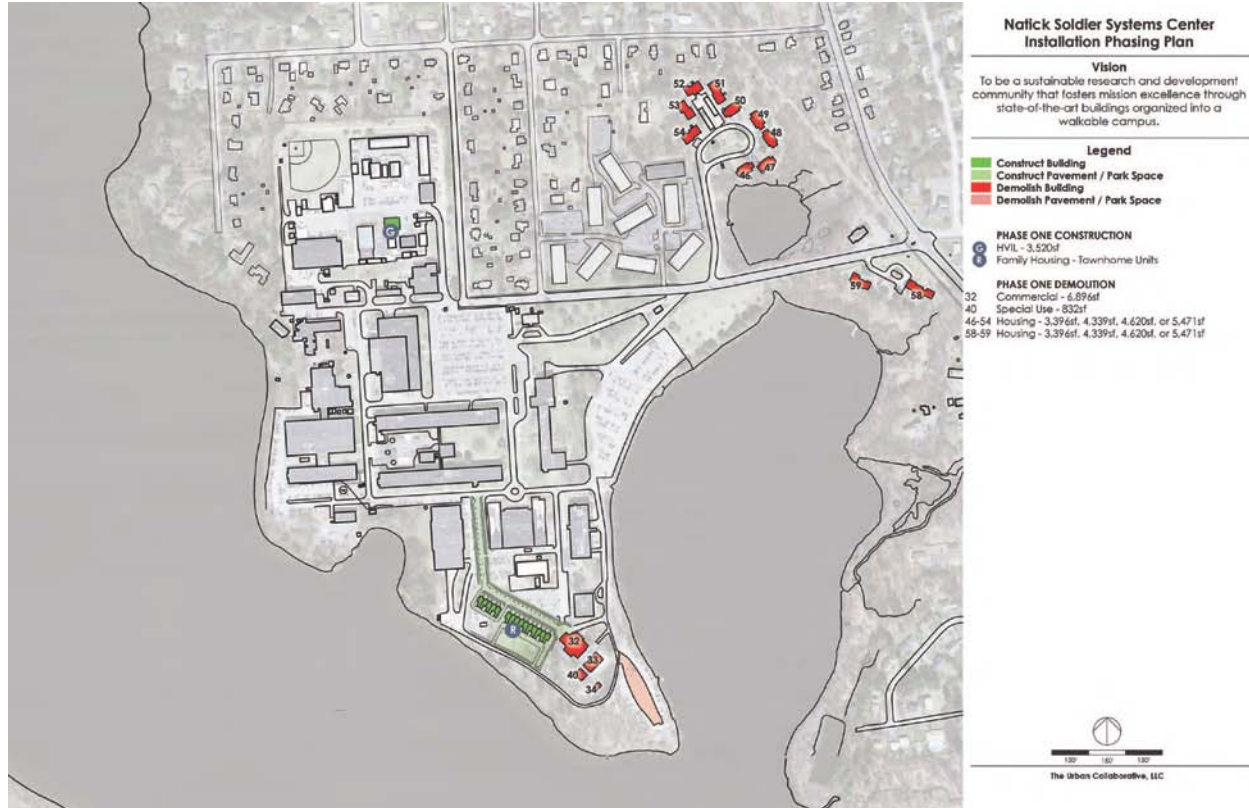 Natick Soldier Systems Center
Installation Phasing Plan
Vision
To be a sustainable research and development
community that fosters mission excellence through
state-of-the-art buildings organized into a
walkable campus.
Legend
Construct Building
Construct Pavement / Park Space
Demolish Building
Demolish Pavement / Park Space
PHASE ONE CONSTRUCTION
G HVIL - 3,520sf
R Family Housing - Townhome Units
PHASE ONE DEMOLITION
32 Commercial - 6,896sf
40 Special Use - 832sf
46-54 Housing - 3,396sf, 4,339sf, 4,620sf, or 5,471sf
58-59 Housing - 3,396sf, 4,339sf, 4,620sf, or 5,471sf
52
51
53
50
54
49
48
46
47
G
59
58
R
32
33
40
34
The Urban Collaborative, LLC